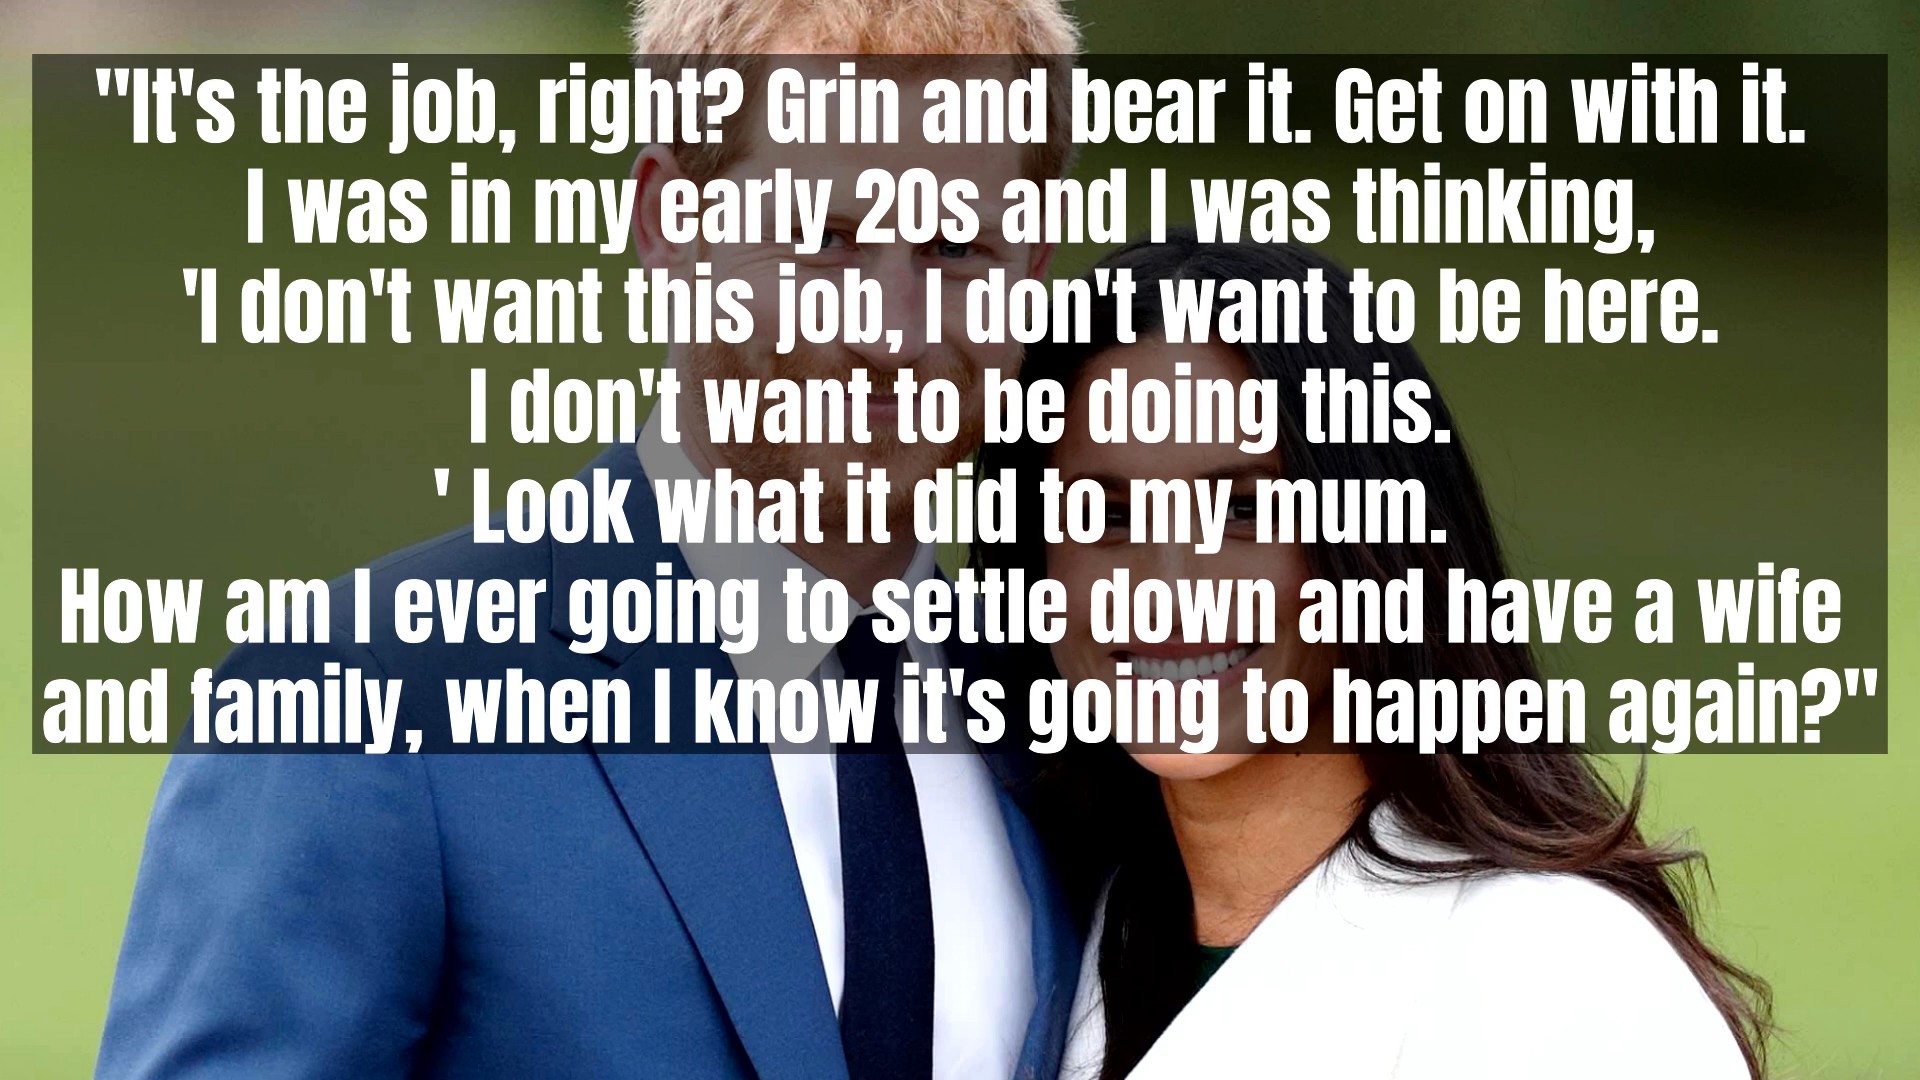 "It's the job, right? Grin and bear it. Get on with it.
I was in my early 20s and I was thinking,
'I don't want this job, I don't want to be here.
I don't want to be doing this.
' Look what it did to my mum.
How am I ever going to settle down and have a wife
and family, when I know it's going to happen again?"